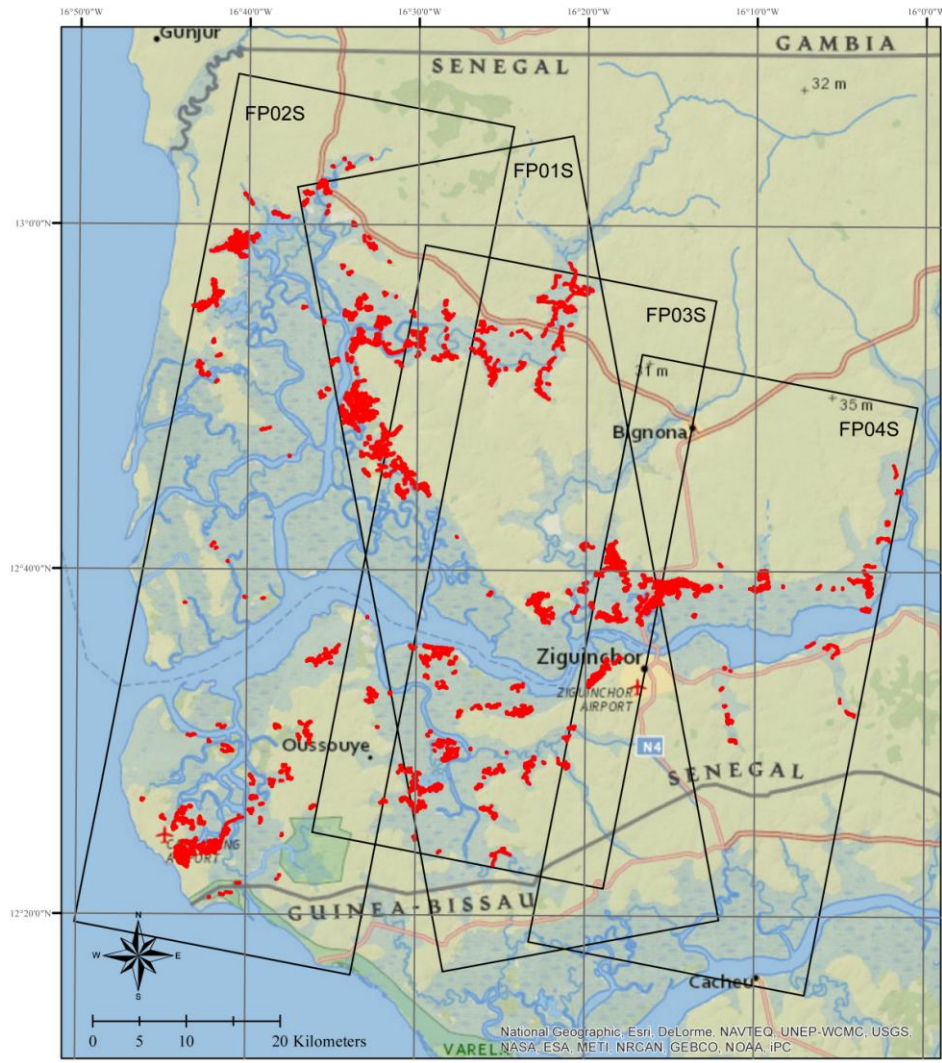 16°50'0"W 16°40'0"W 16°30'0"W 16°20'0"W 16°10'0"W 16°0'0"W
Gunjur
GAMBIA
SENEGAL
32 m
FP02S
FP01S
13°0'0"N
FP03S
31 m
35 m
FP04S
Bignona
12°40'0"N
Ziguinchor
ZIGUINCHOR
AIRPORT
Oussouye
N4
SENEGAL
12°20'0"N
GUINEA-BISSAU
N
W E
S
Cacheu
0 5 10 20 Kilometers
National Geographic, Esri, DeLorme, NAVTEQ, UNEP-WCMC, USGS,
NASA, ESA, METI, NRCAN, GEBCO, NOAA, iPC